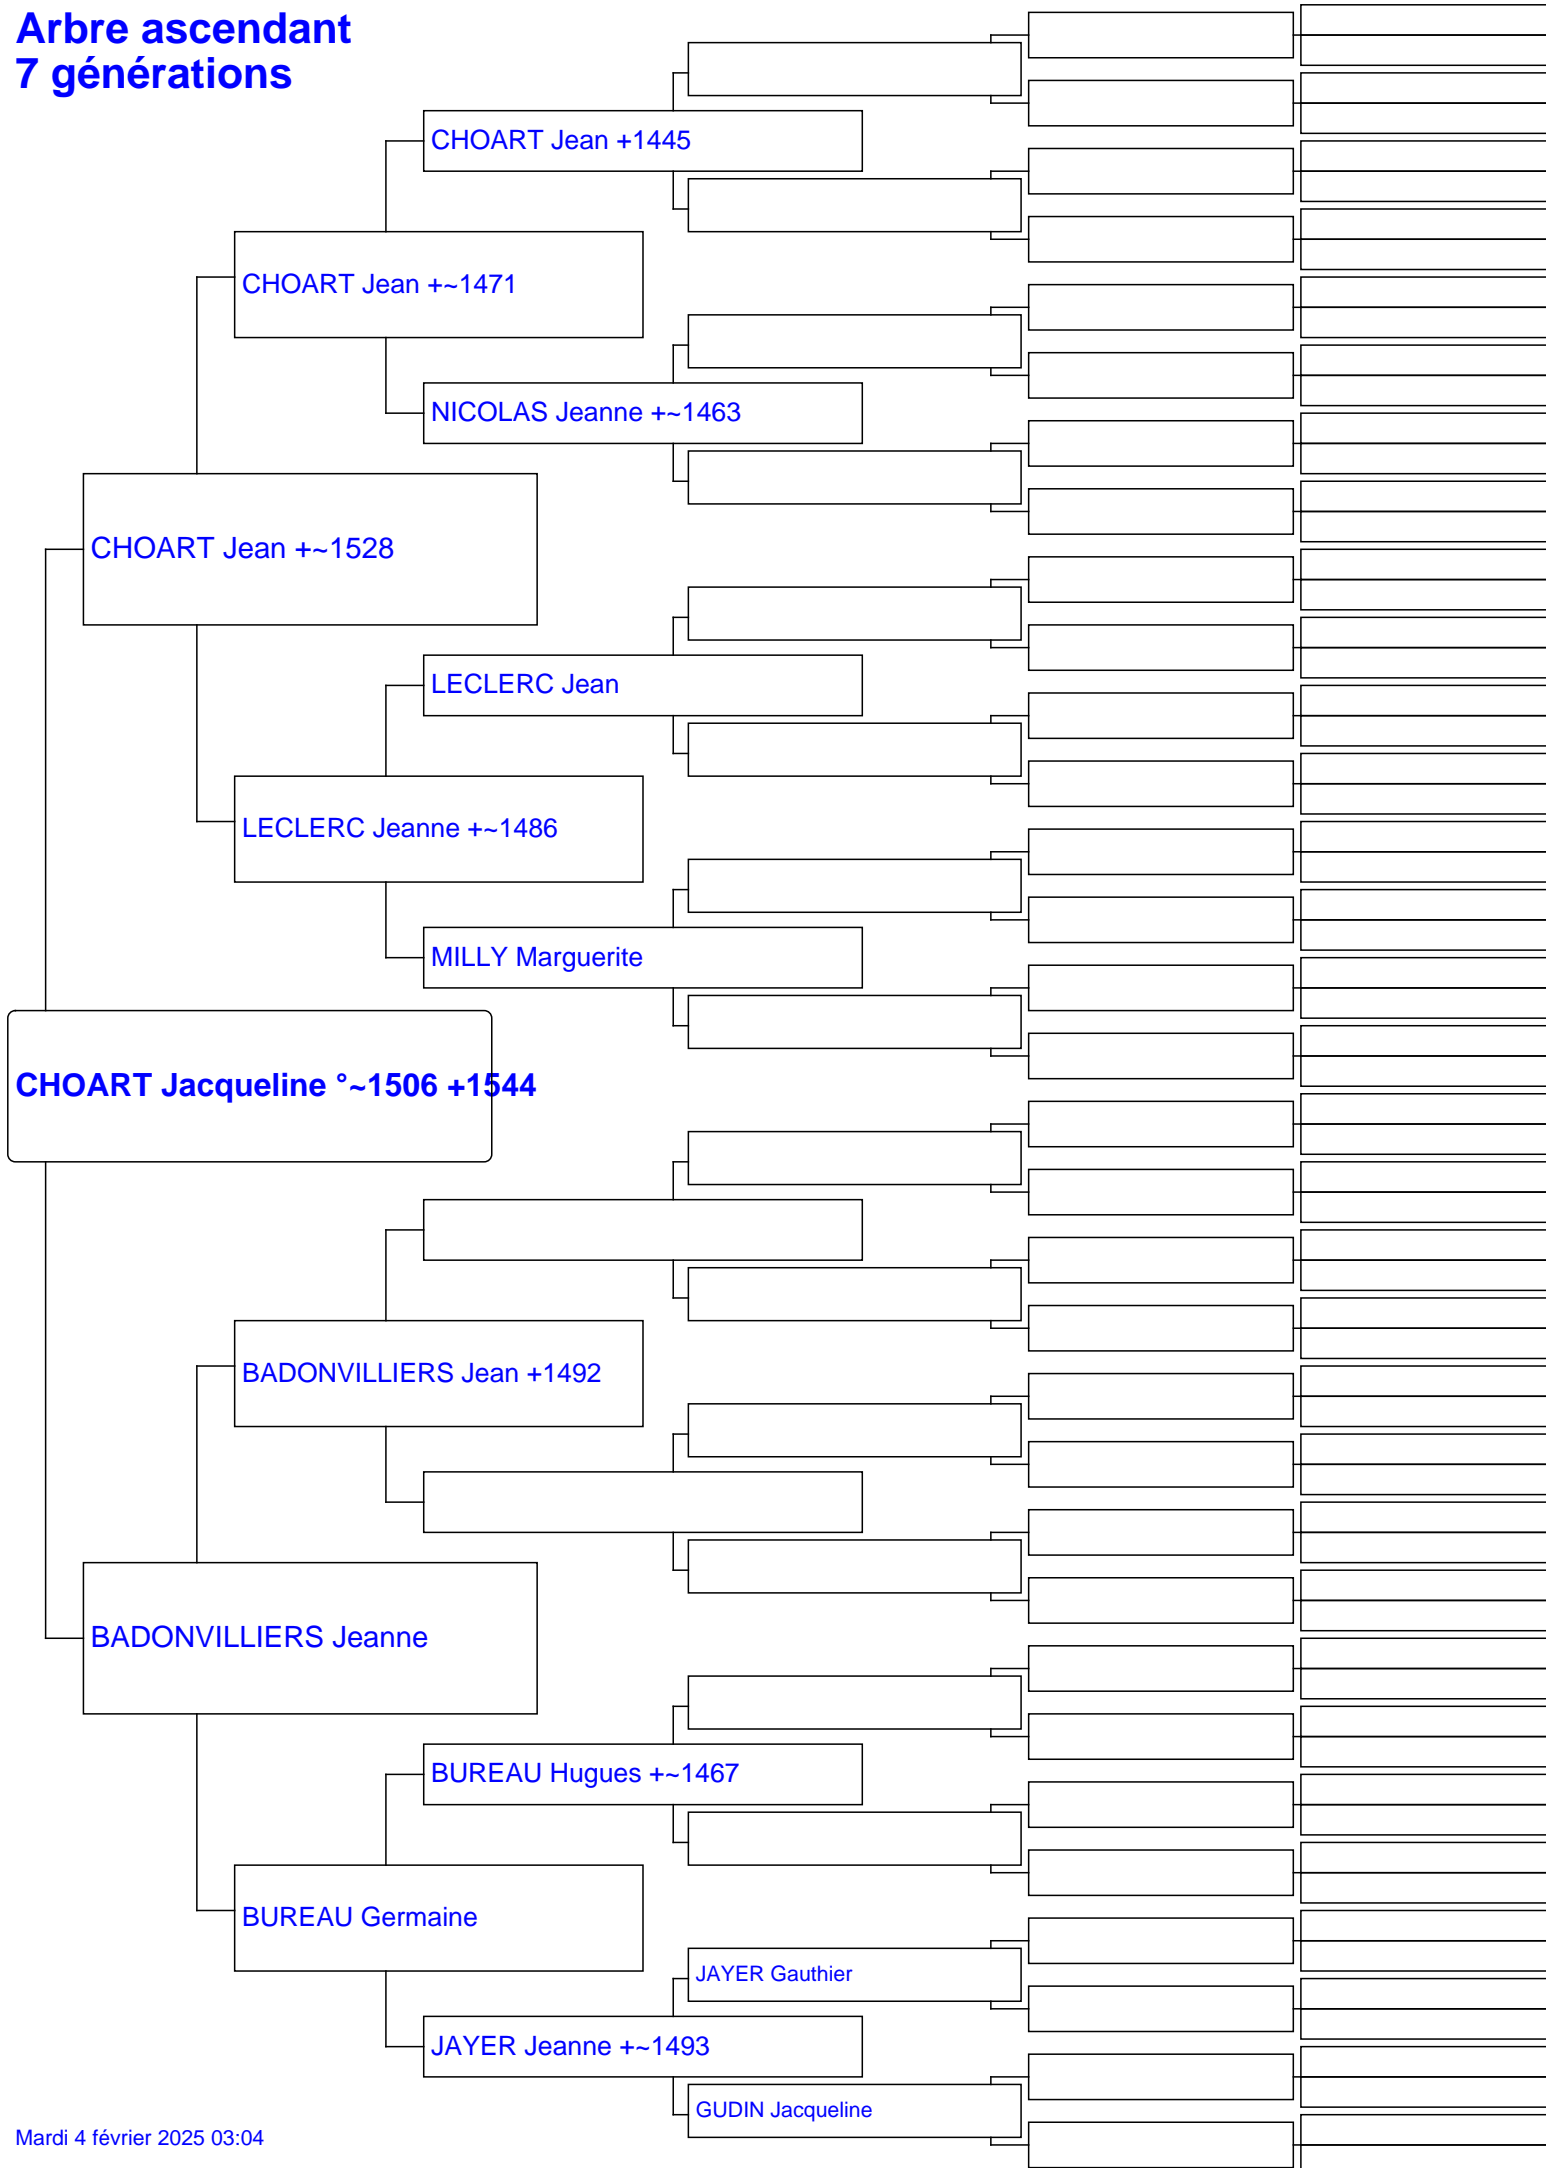 Arbre ascendant
7 générations
CHOART Jean +1445
CHOART Jean +~1471
NICOLAS Jeanne +~1463
CHOART Jean +~1528
LECLERC Jean
LECLERC Jeanne +~1486
MILLY Marguerite
CHOART Jacqueline °~1506 +1544
BADONVILLIERS Jean +1492
BADONVILLIERS Jeanne
BUREAU Hugues +~1467
BUREAU Germaine
JAYER Gauthier
JAYER Jeanne +~1493
GUDIN Jacqueline
Mardi 4 février 2025 03:04